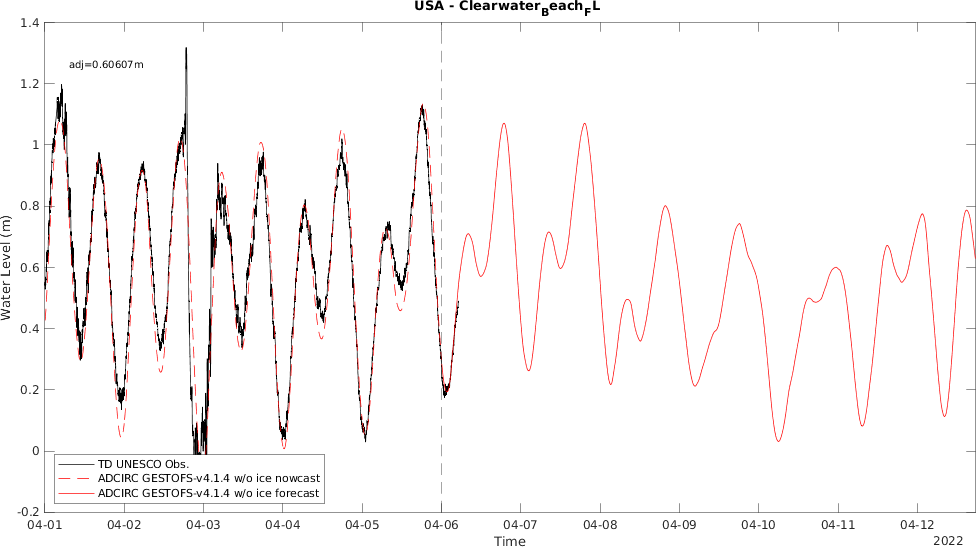 USA - Clearwater_Beach_FL
adj=0.60607m
1.4
1.2
1
0.8
0.6
0.4
0.2
0
-0.2
Water Level (m)
TD UNESCO Obs.
ADCIRC GESTOFS-v4.1.4 w/o ice nowcast
ADCIRC GESTOFS-v4.1.4 w/o ice forecast
04-01 04-02 04-03 04-04 04-05 04-06 04-07 04-08 04-09 04-10 04-11 04-12
Time
2022